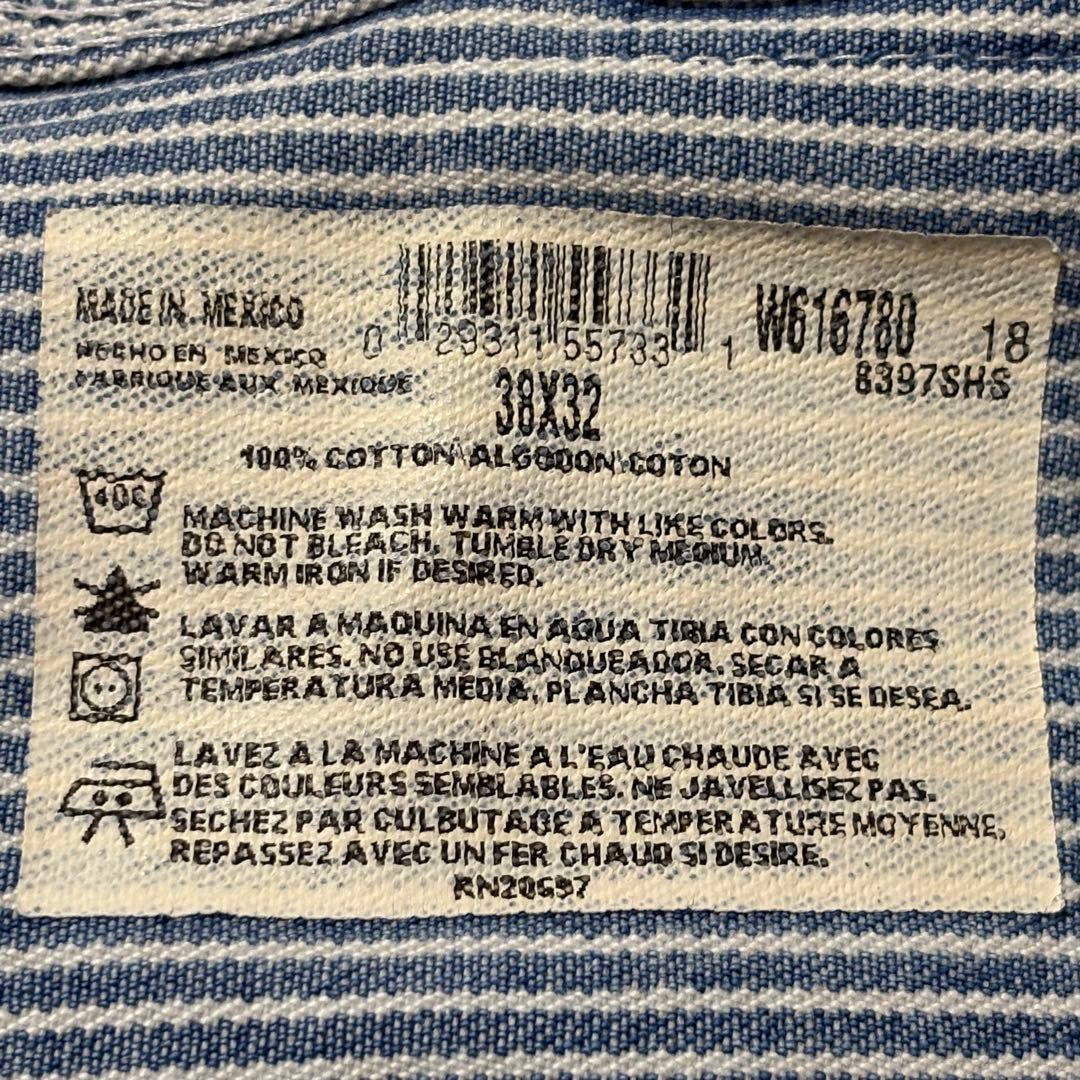 MADE IN MEXICO
HECHO EN MEXICO
FABRIQUE AUX MEXIQUE
0 29311 55733 1
W616780 18
8397SHS
38X32
100% COTTON\ALGODON\COTON
40C
MACHINE WASH WARM WITH LIKE COLORS.
DO NOT BLEACH. TUMBLE DRY MEDIUM.
WARM IRON IF DESIRED.
LAVAR A MAQUINA EN AGUA TIBIA CON COLORES
SIMILARES. NO USE BLANQUEADOR. SECAR A
TEMPERATURA MEDIA. PLANCHA TIBIA SI SE DESEA.
LAVEZ A LA MACHINE A L'EAU CHAUDE AVEC
DES COULEURS SEMBLABLES. NE JAVELLISEZ PAS.
SECHEZ PAR CULBUTAGE A TEMPERATURE MOYENNE.
REPASSEZ AVEC UN FER CHAUD SI DESIRE.
RN20697